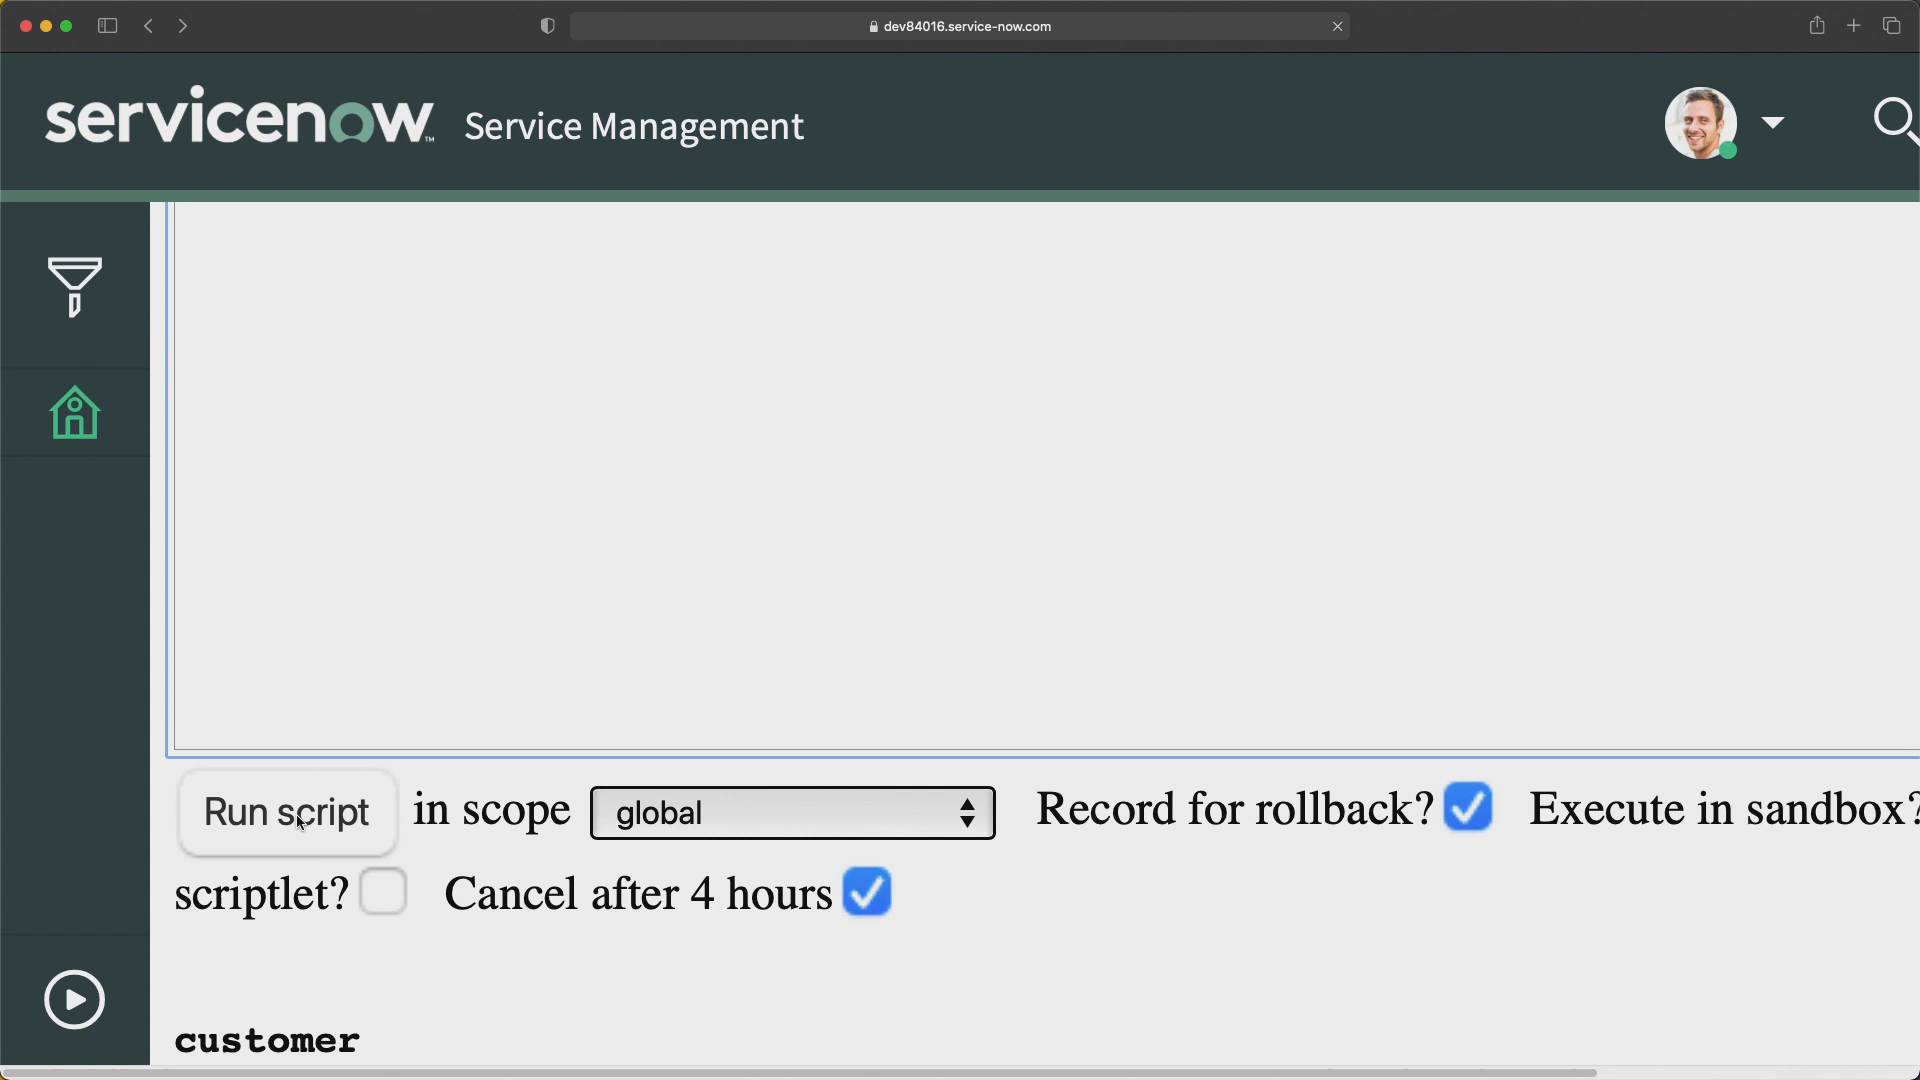 dev84016.service-now.com
servicenow™ Service Management
Run script in scope global Record for rollback? Execute in sandbox?
scriptlet? Cancel after 4 hours
customer